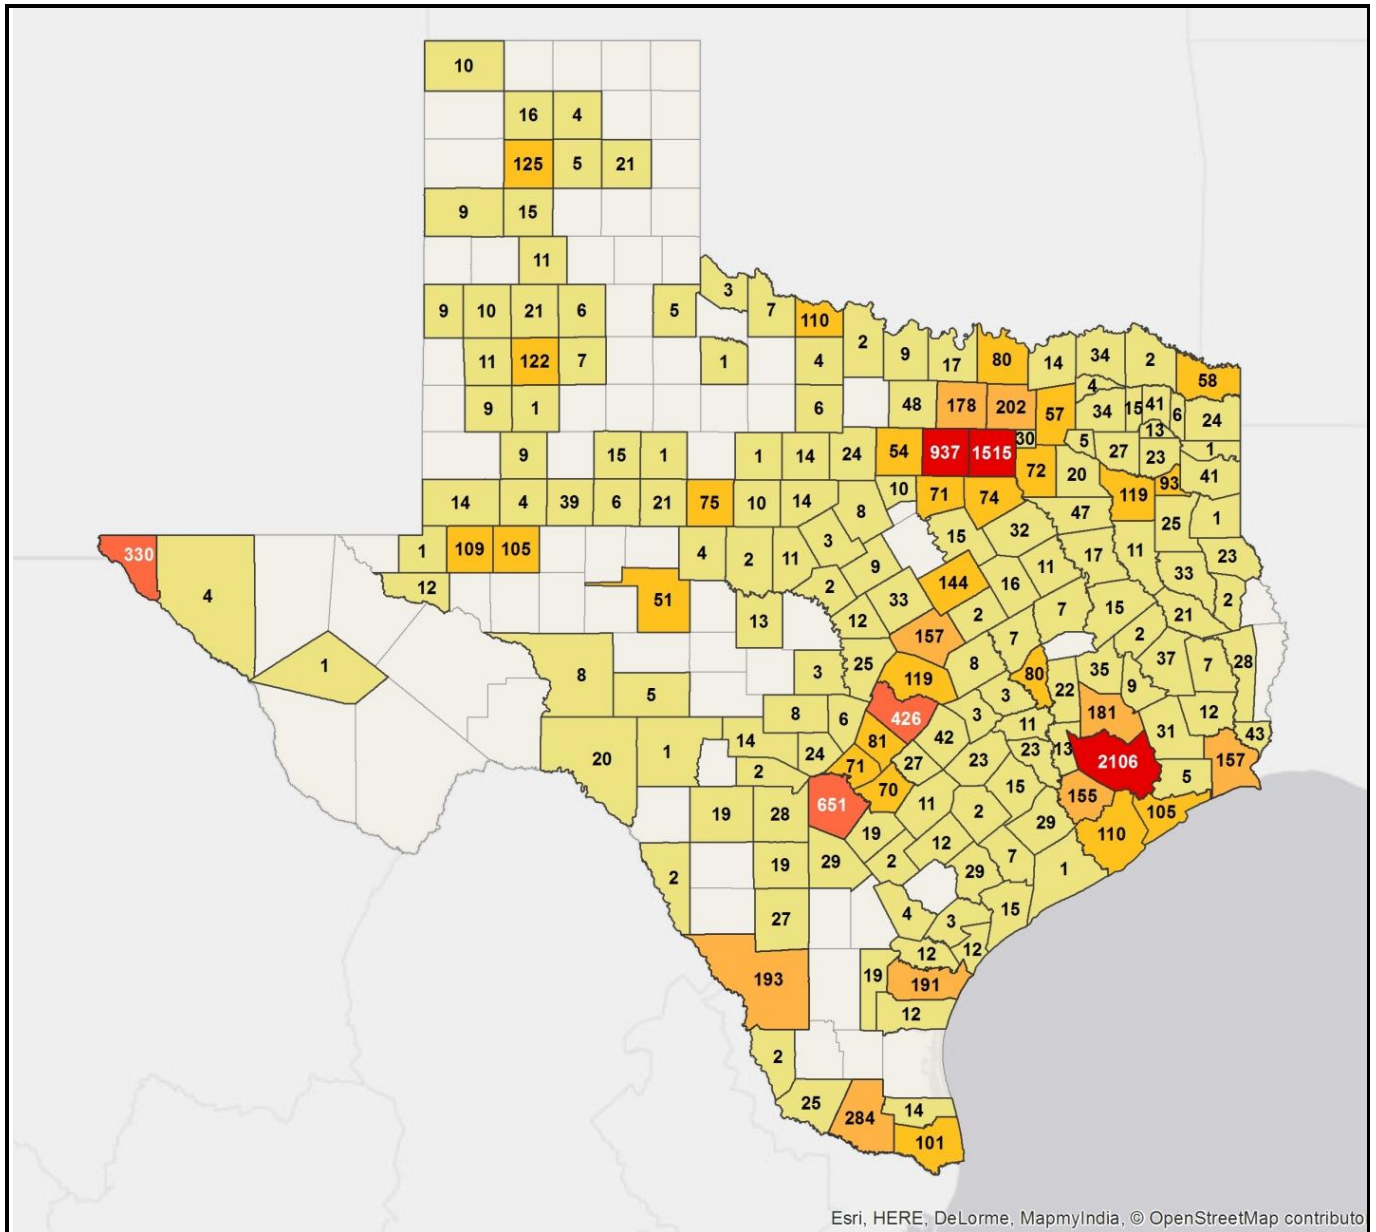 10
16 4
125 5 21
9 15
11
3
9 10 21 6 5 7 110
2 9 17 80 14 34 2
11 122 7 1 4 58
4
9 1 6 48 178 202 57 34 15 41 6 24
13
9 15 1 1 14 24 54 937 1515 30 5 27 23 1
72 20 119 93 41
14 4 39 6 21 75 10 14 8 10 71 74 47 25 1
330 1 109 105 4 2 11 3 15 32 17 11 23
4 12 51 2 9 144 16 11 33 2
13 12 33 2 7 15 21
1 157 7 2
8 5 3 25 119 8 80 35 37 7 28
22 9
8 6 426 3 3 181 12
20 1 14 24 81 42 11 31 43
2 71 27 23 23 13 2106 157
19 28 651 70 11 2 15 155 5
19 29 110 105
2 19 29 2 12 7 1
27 4 29 15
3
193 19 12 12
191
12
2
25 284 14
101
Esri, HERE, DeLorme, MapmyIndia, © OpenStreetMap contributo